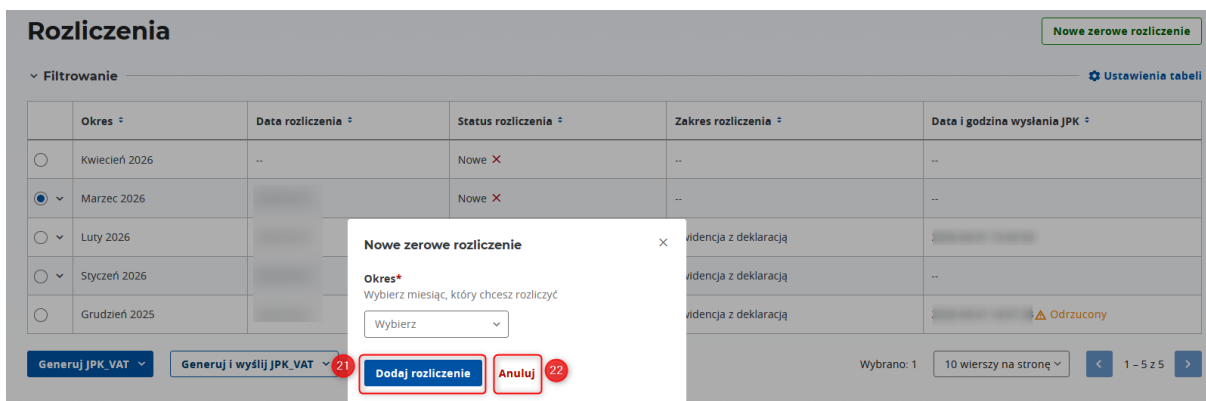 Rozliczenia
Nowe zerowe rozliczenie
Filtrowanie
Ustawienia tabeli
Okres Data rozliczenia Status rozliczenia Zakres rozliczenia Data i godzina wysłania JPK
Kwiecień 2026 -- Nowe -- --
Marzec 2026 Nowe -- --
Luty 2026 widencja z deklaracją
Styczeń 2026 widencja z deklaracją --
Grudzień 2025 widencja z deklaracją Odrzucony
Nowe zerowe rozliczenie
Okres*
Wybierz miesiąc, który chcesz rozliczyć
Wybierz
21 Dodaj rozliczenie Anuluj 22
Generuj JPK_VAT Generuj i wyślij JPK_VAT Wybrano: 1 10 wierszy na stronę 1 – 5 z 5